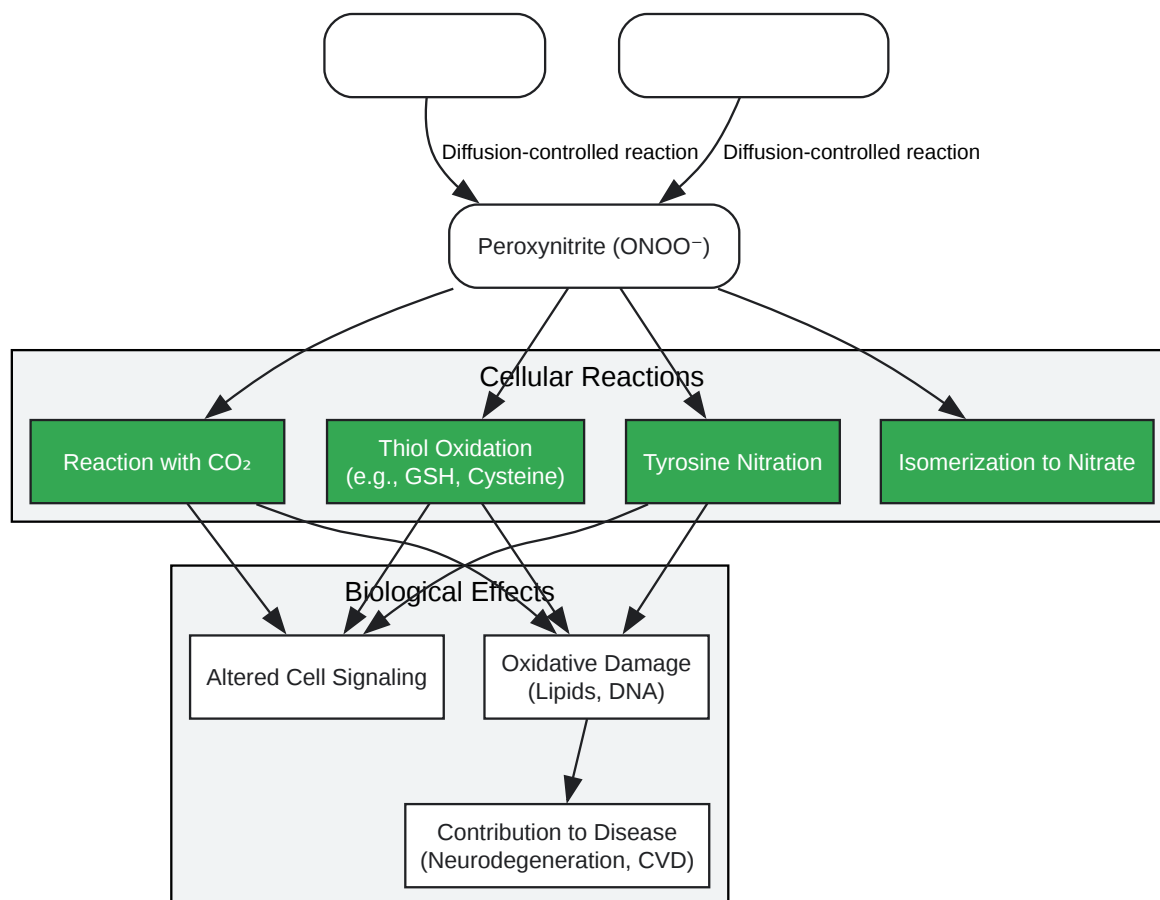 Diffusion-controlled reaction
Diffusion-controlled reaction
Peroxynitrite (ONOO⁻)
Cellular Reactions
Reaction with CO₂
Thiol Oxidation
(e.g., GSH, Cysteine)
Tyrosine Nitration
Isomerization to Nitrate
Biological Effects
Altered Cell Signaling
Oxidative Damage
(Lipids, DNA)
Contribution to Disease
(Neurodegeneration, CVD)